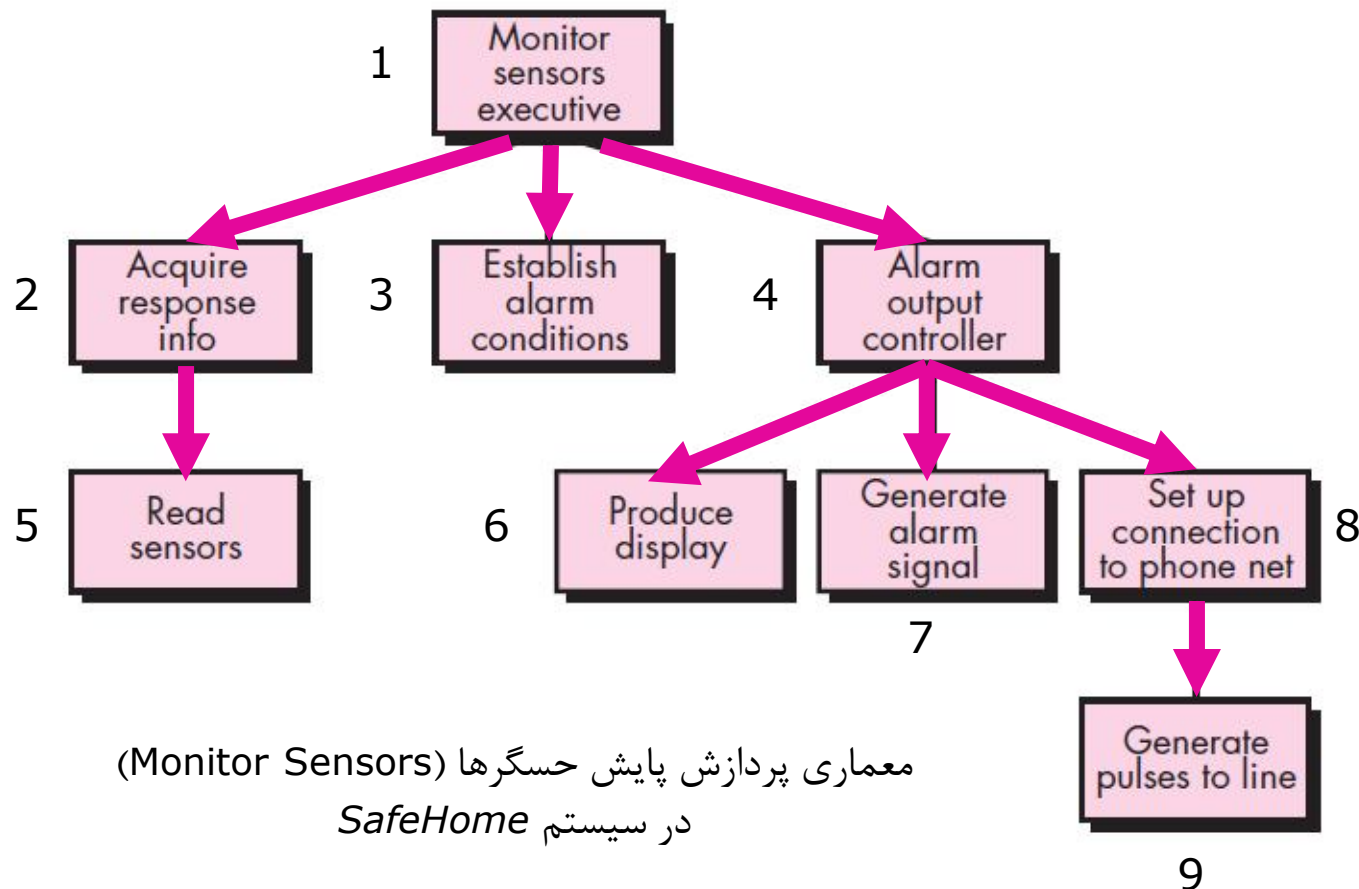 1
Monitor
sensors
executive
2
Acquire
response
info
3
Establish
alarm
conditions
4
Alarm
output
controller
5
Read
sensors
6
Produce
display
Generate
alarm
signal
7
Set up
connection
to phone net
8
Generate
pulses to line
9
معماری پردازش پایش حسگرها (Monitor Sensors)
در سیستم SafeHome